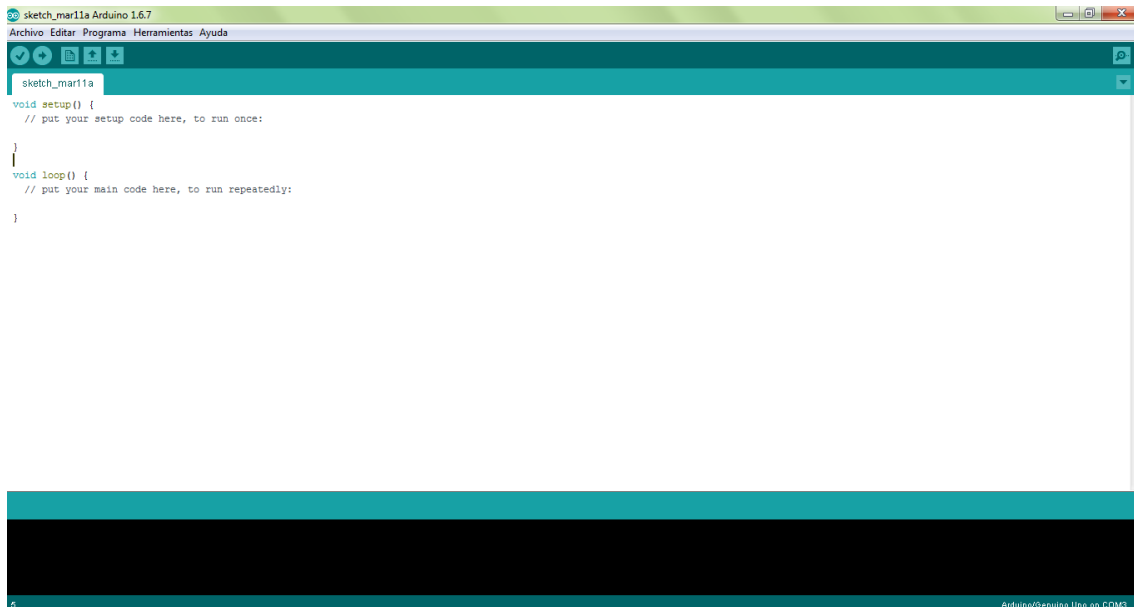 sketch_mar11a Arduino 1.6.7
Archivo Editar Programa Herramientas Ayuda
sketch_mar11a
void setup() {
// put your setup code here, to run once:
}
void loop() {
// put your main code here, to run repeatedly:
}
Arduino/Genuino Uno on COM3